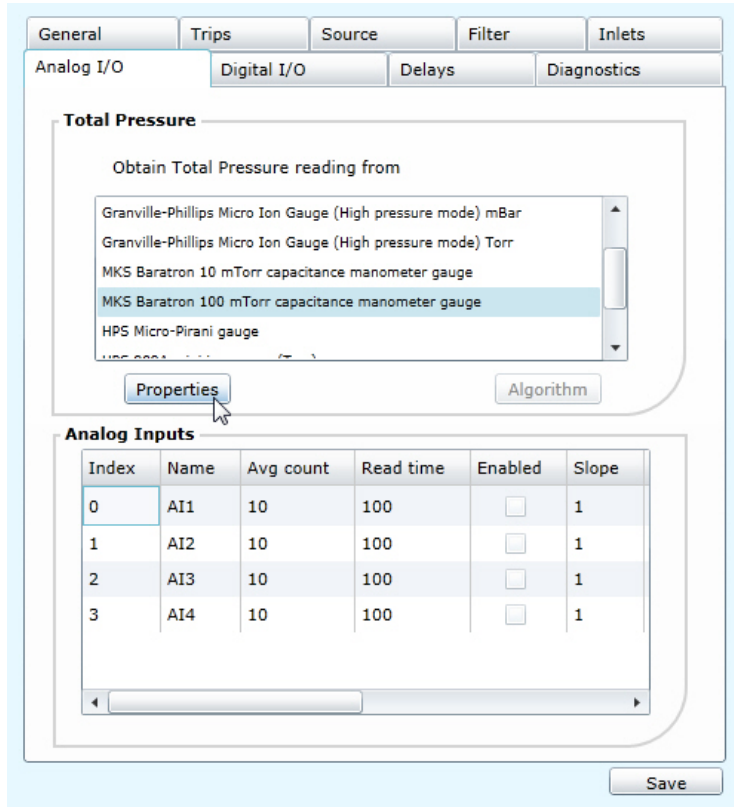 General Trips Source Filter Inlets
Analog I/O Digital I/O Delays Diagnostics
Total Pressure
Obtain Total Pressure reading from
Granville-Phillips Micro Ion Gauge (High pressure mode) mBar
Granville-Phillips Micro Ion Gauge (High pressure mode) Torr
MKS Baratron 10 mTorr capacitance manometer gauge
MKS Baratron 100 mTorr capacitance manometer gauge
HPS Micro-Pirani gauge
Properties Algorithm
Analog Inputs
Index Name Avg count Read time Enabled Slope
0 AI1 10 100 1
1 AI2 10 100 1
2 AI3 10 100 1
3 AI4 10 100 1
Save